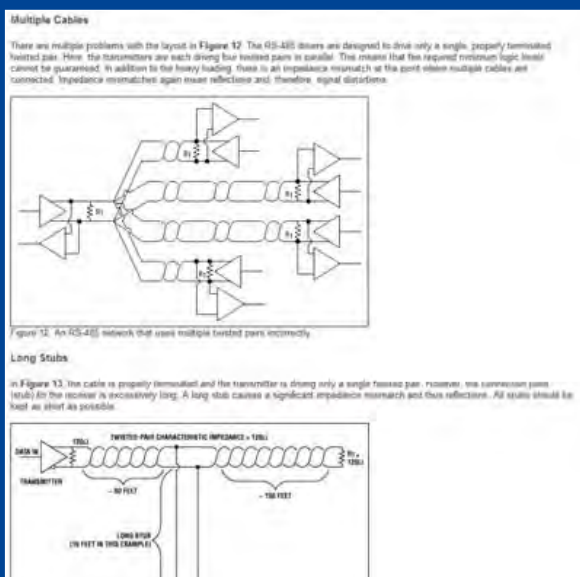 Multiple Cables
There are multiple problems with the layout in Figure 12. The RS-485 drivers are designed to drive only a single, properly terminated
twisted pair. Here, the transmitters are each driving four twisted pairs in parallel. This means that the required minimum logic levels
cannot be guaranteed. In addition to the heavy loading, there is an impedance mismatch at the point where multiple cables are
connected. Impedance mismatches again mean reflections and, therefore, signal distortions.
RT
RT
RT
RT
RT
Figure 12. An RS-485 network that uses multiple twisted pairs incorrectly.
Long Stubs
In Figure 13, the cable is properly terminated and the transmitter is driving only a single twisted pair; however, the connection point
(stub) for the receiver is excessively long. A long stub causes a significant impedance mismatch and thus reflections. All stubs should be
kept as short as possible.
TWISTED-PAIR CHARACTERISTIC IMPEDANCE = 120Ω
DATA IN
120Ω
RT =
120Ω
TRANSMITTER
~ 50 FEET
~ 150 FEET
LONG STUB
(10 FEET IN THIS EXAMPLE)